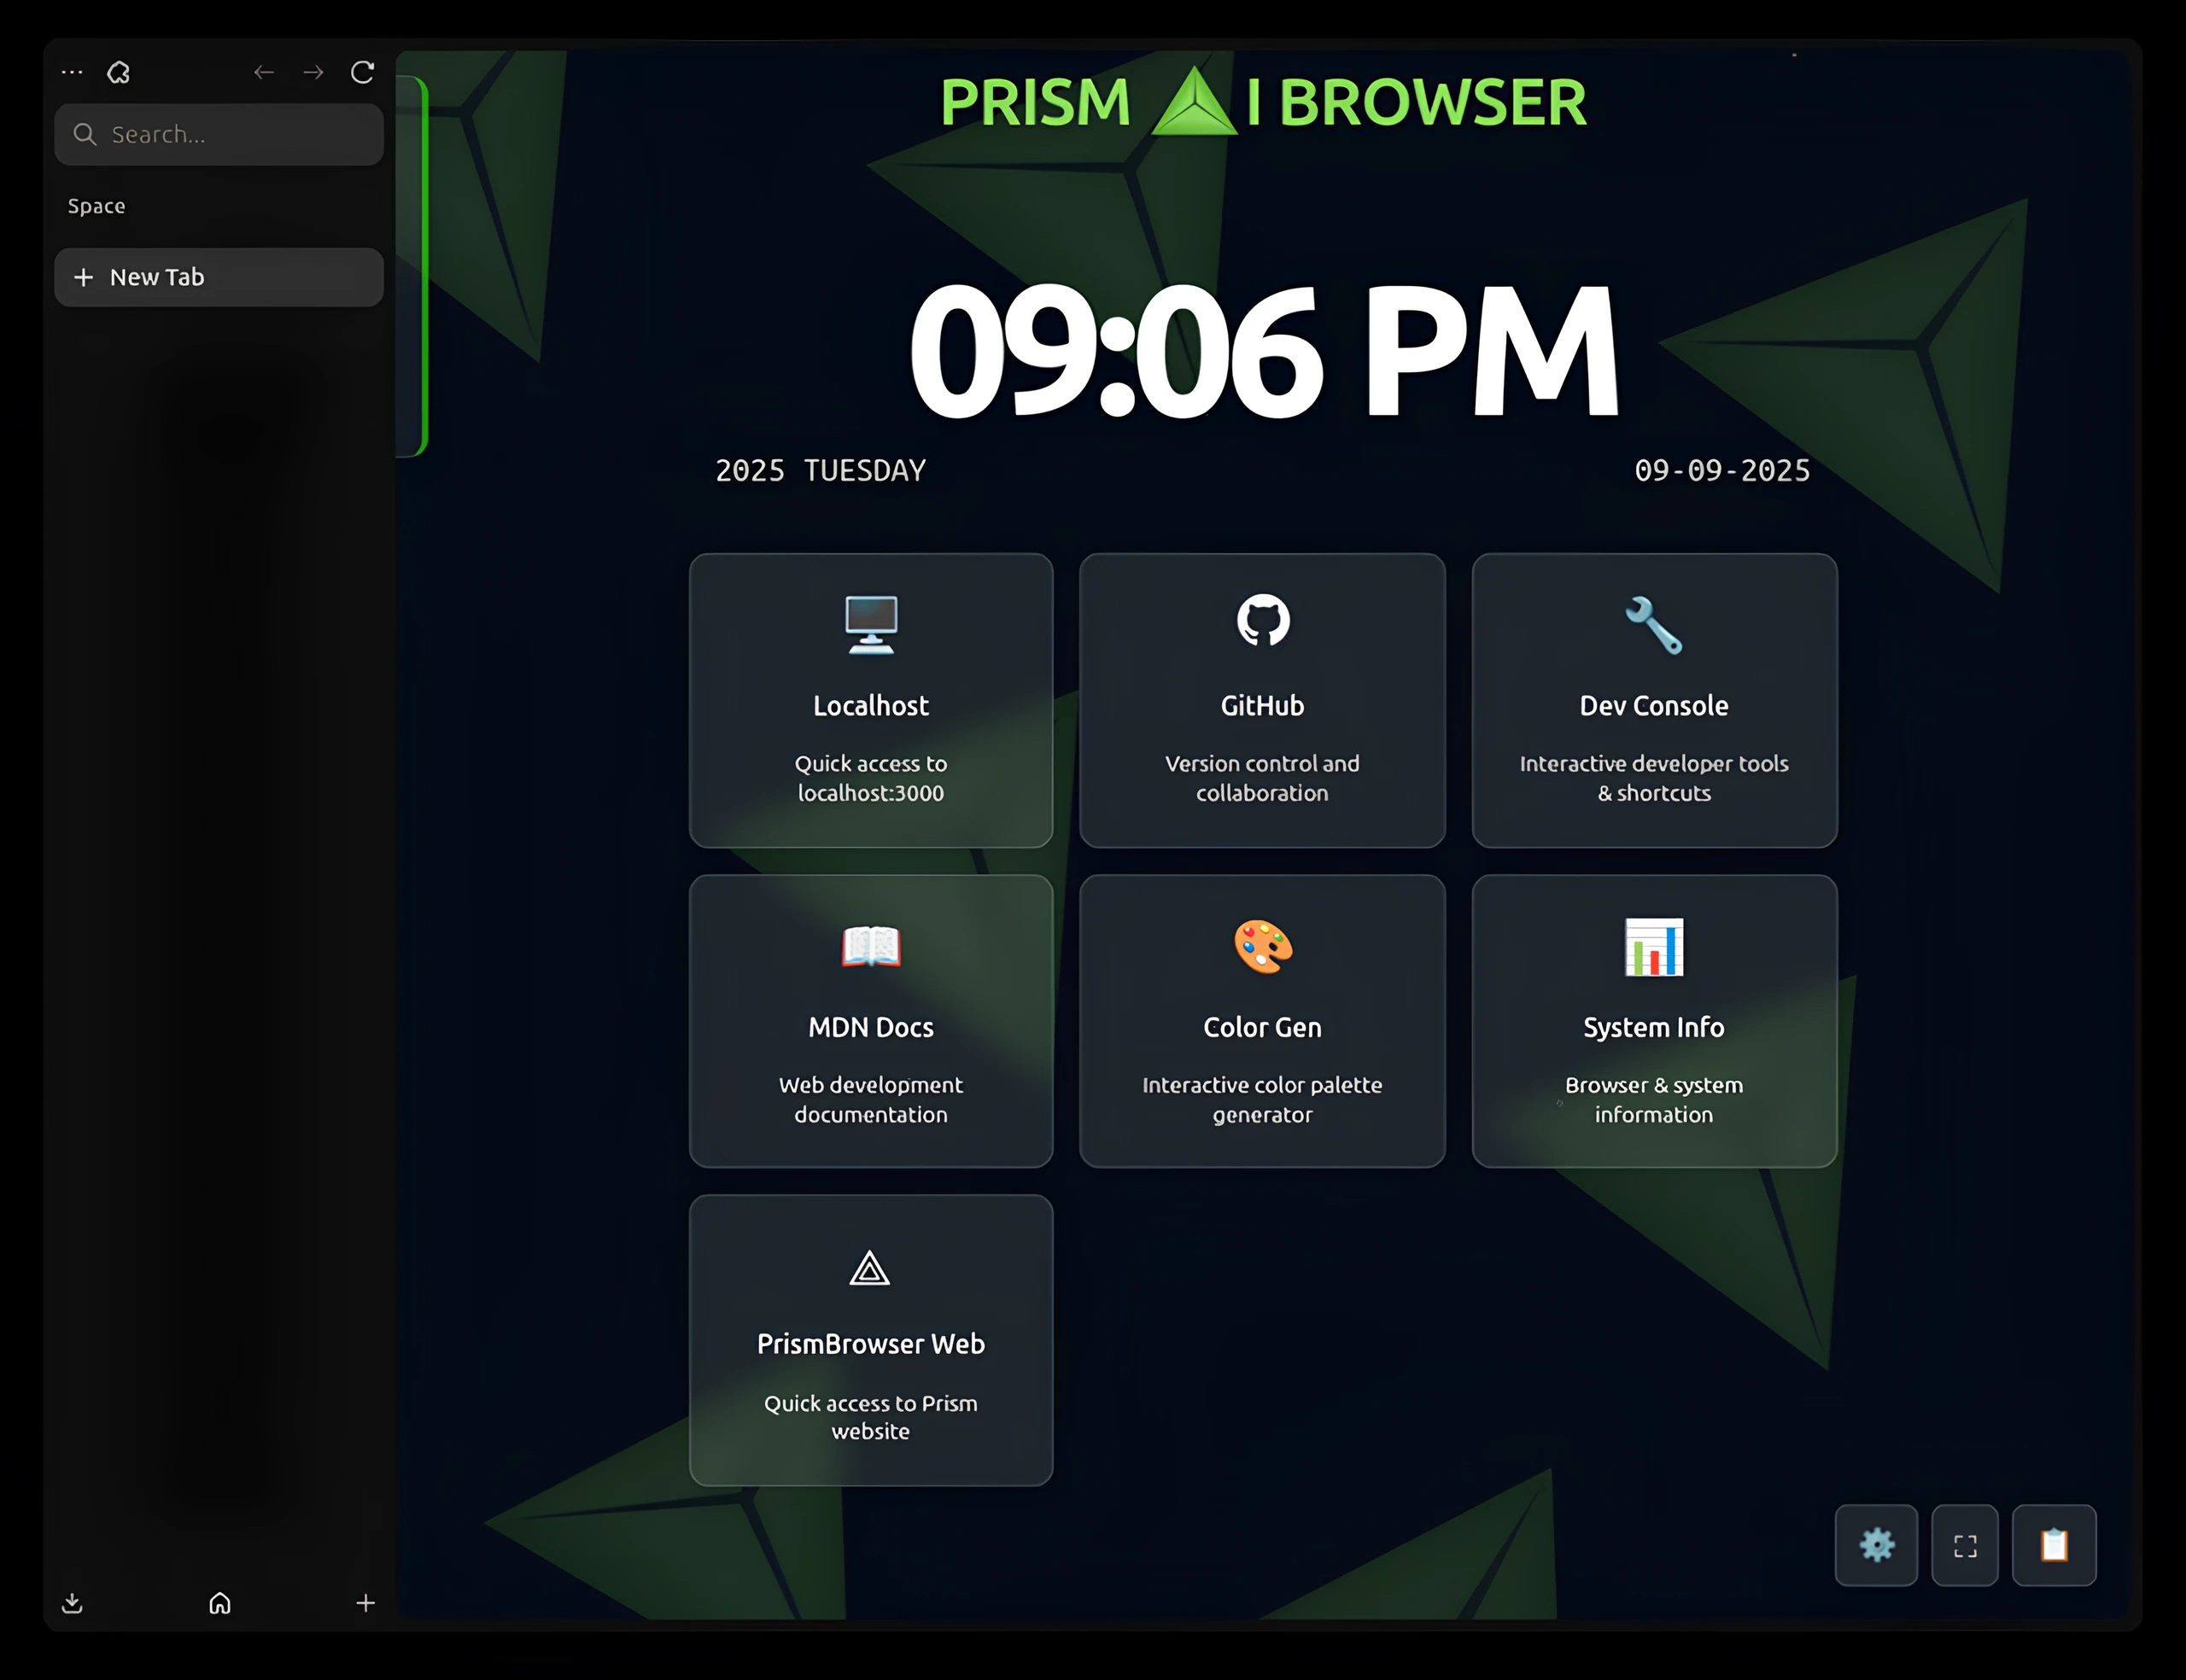 Search...
Space
New Tab
PRISM I BROWSER
09:06 PM
2025 TUESDAY
09-09-2025
Localhost
Quick access to
localhost:3000
GitHub
Version control and
collaboration
Dev Console
Interactive developer tools
& shortcuts
MDN Docs
Web development
documentation
Color Gen
Interactive color palette
generator
System Info
Browser & system
information
PrismBrowser Web
Quick access to Prism
website